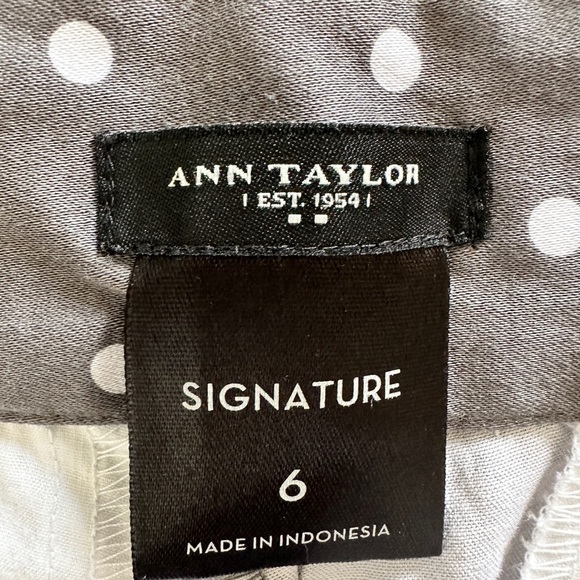 ANN TAYLOR
| EST. 1954 |
SIGNATURE
6
MADE IN INDONESIA